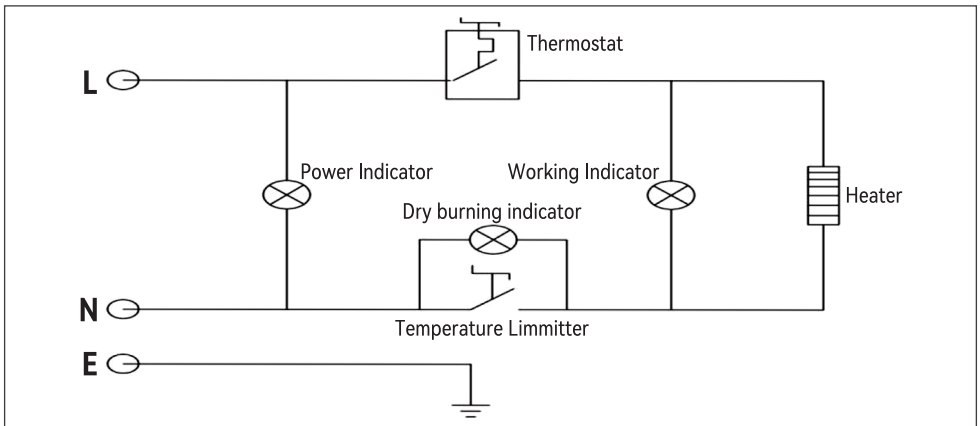 Thermostat
L
Power Indicator
Working Indicator
Heater
Dry burning indicator
N
Temperature Limmitter
E